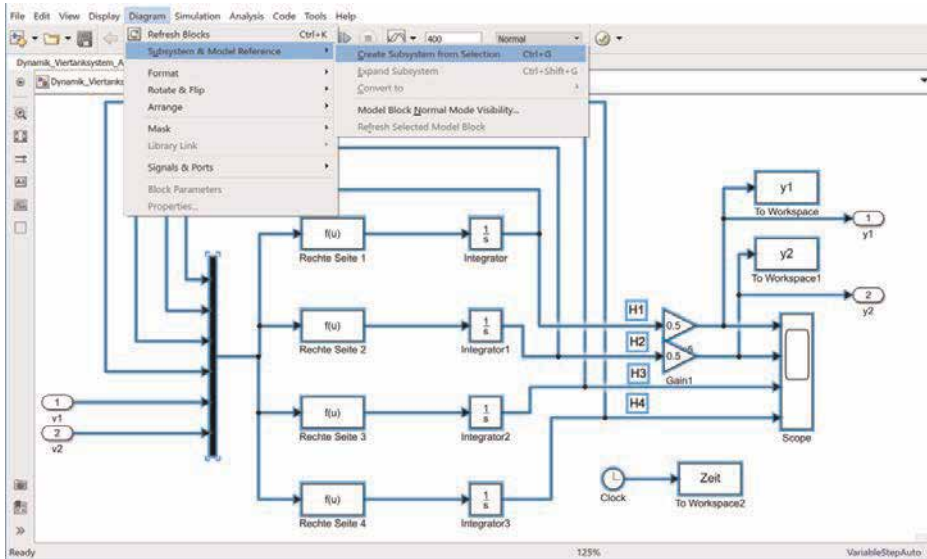 File Edit View Display Diagram Simulation Analysis Code Tools Help
Refresh Blocks Ctrl+K
400 Normal
Subsystem & Model Reference
Create Subsystem from Selection Ctrl+G
Dynamik_Viertanksystem_A
Expand Subsystem Ctrl+Shift+G
Format
Dynamik_Viertanks
Convert to
Rotate & Flip
Arrange
Model Block Normal Mode Visibility...
Mask
Refresh Selected Model Block
Library Link
Signals & Ports
Block Parameters
Properties...
y1
To Workspace
1
y1
f(u)
Rechte Seite 1
1
s
Integrator
y2
To Workspace1
2
y2
H1
0.5
f(u)
Rechte Seite 2
1
s
Integrator1
H2
0.5
Gain1
H3
1
v1
f(u)
Rechte Seite 3
1
s
Integrator2
H4
Scope
2
v2
f(u)
Rechte Seite 4
1
s
Integrator3
Clock
Zeit
To Workspace2
Ready 125% VariableStepAuto